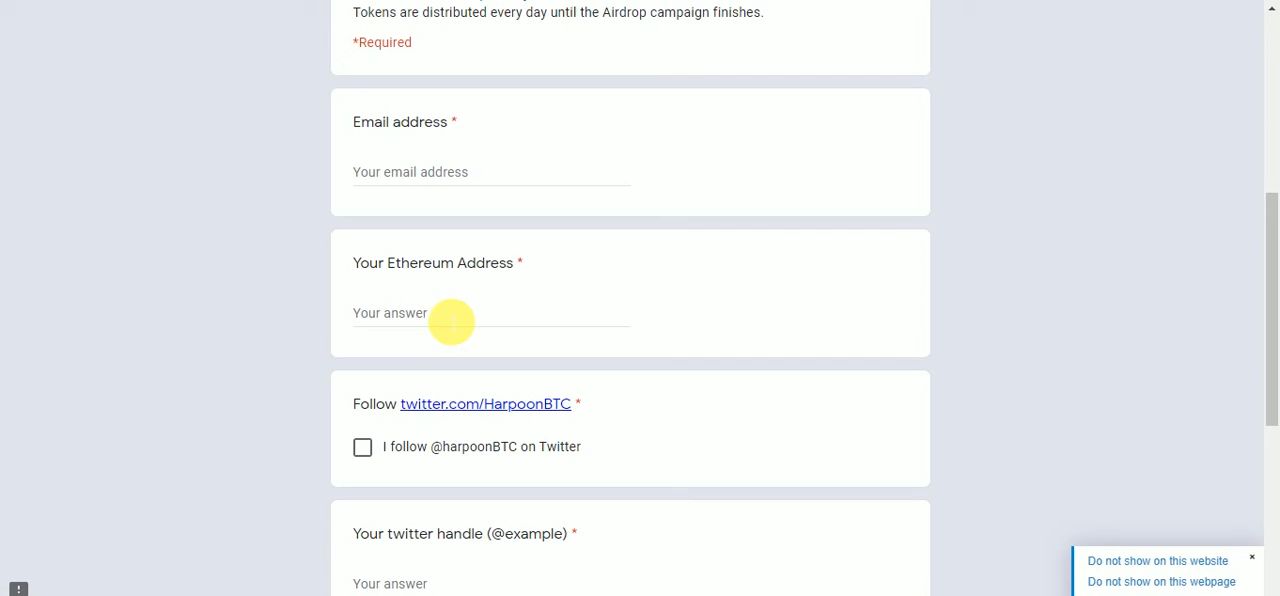 Tokens are distributed every day until the Airdrop campaign finishes.
*Required
Email address *
Your email address
Your Ethereum Address *
Your answer
Follow twitter.com/HarpoonBTC *
I follow @harpoonBTC on Twitter
Your twitter handle (@example) *
Your answer
Do not show on this website
Do not show on this webpage